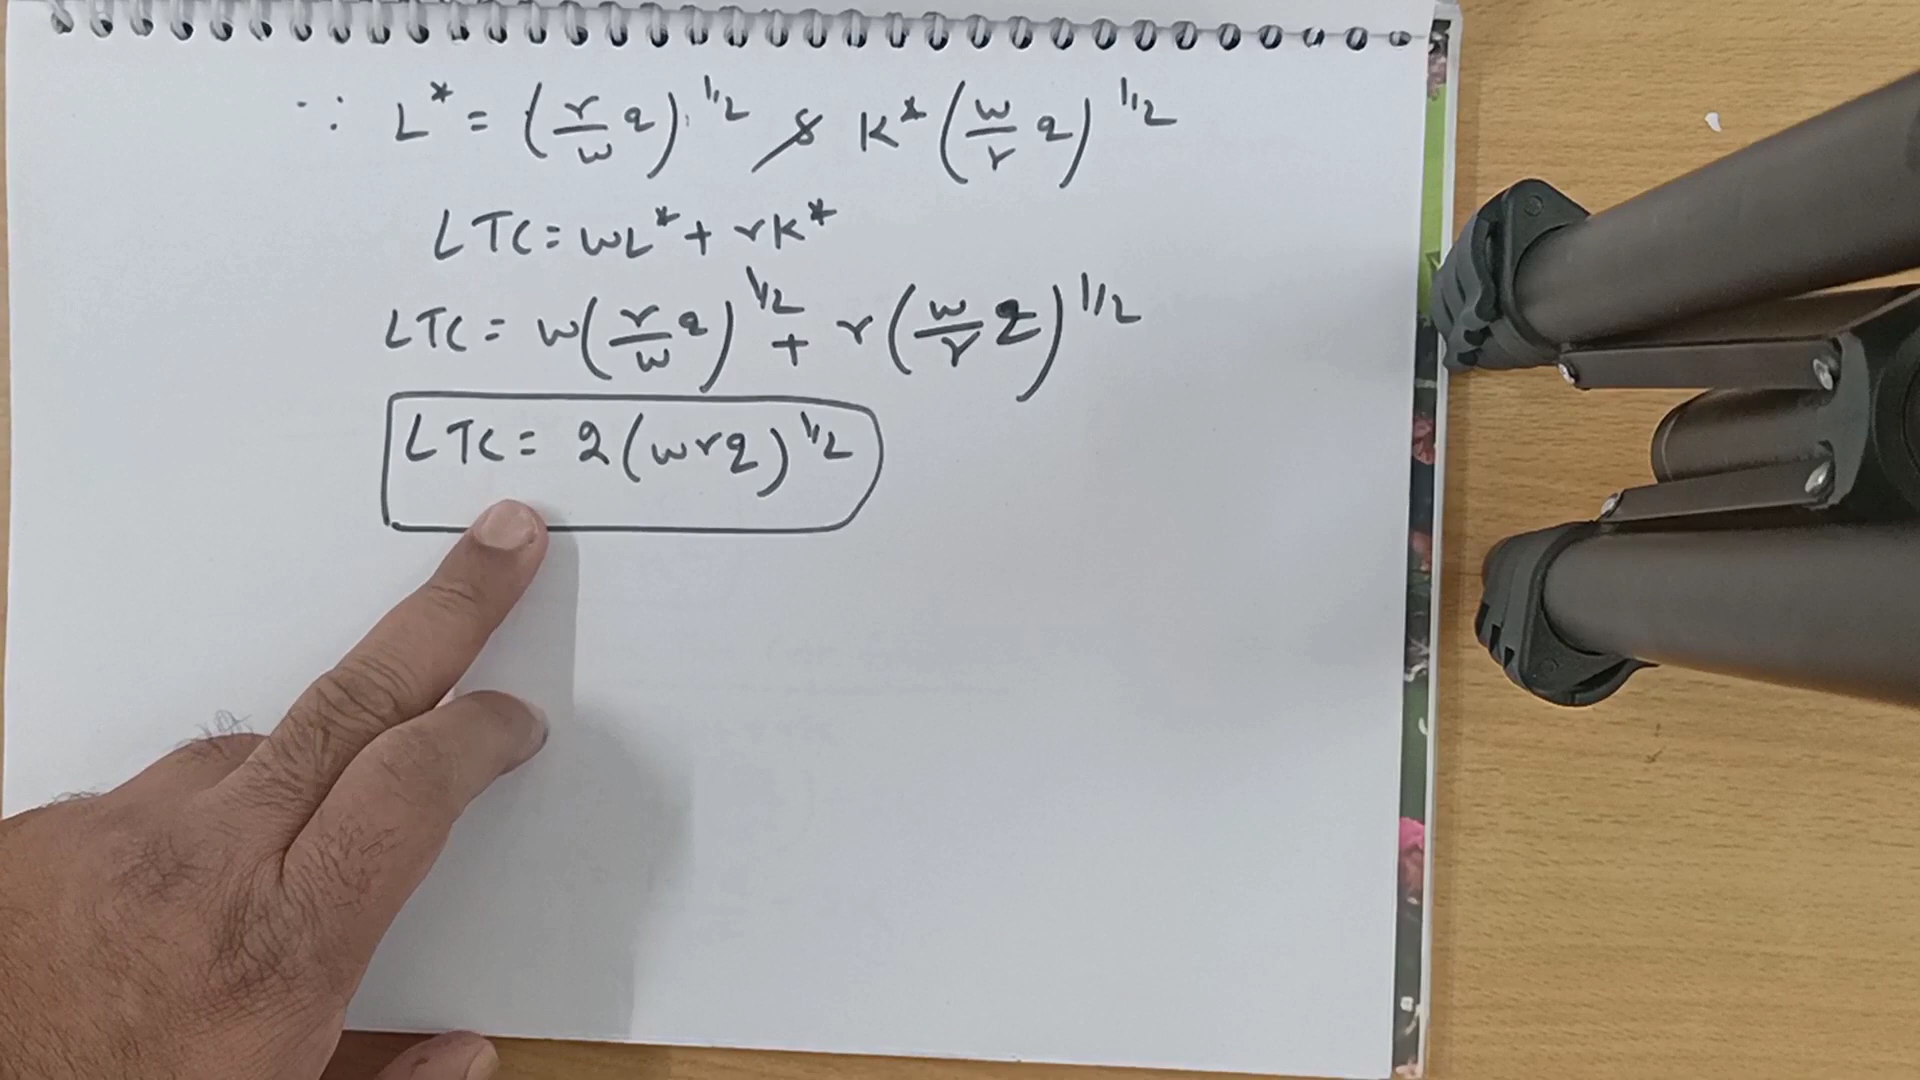 ∵ L* = (r/w q)^1/2 & K* (w/r q)^1/2
LTC = wL* + rK*
LTC = w(r/w q)^1/2 + r(w/r q)^1/2
LTC = 2(wrq)^1/2